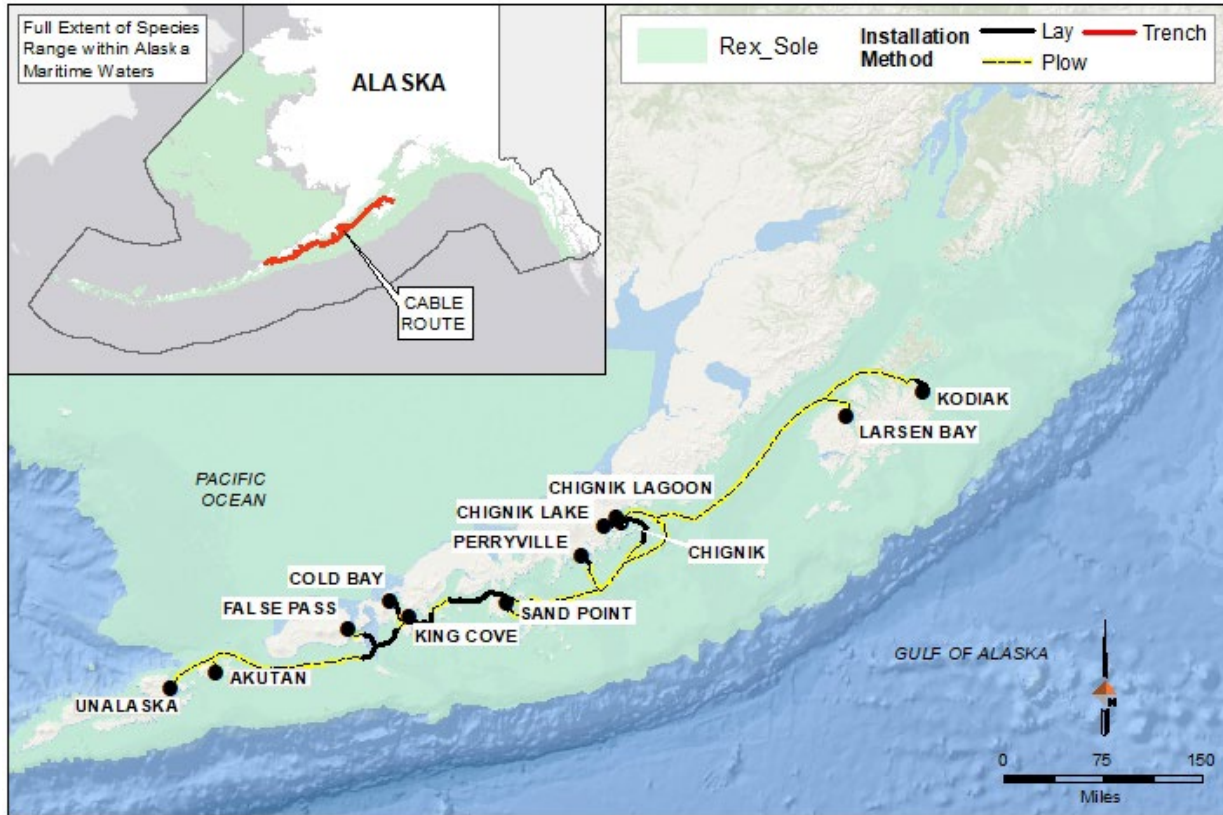 Full Extent of Species
Range within Alaska
Maritime Waters
ALASKA
CABLE
ROUTE
Rex_Sole
Installation
Method
Lay
Trench
Plow
KODIAK
LARSEN BAY
PACIFIC
OCEAN
CHIGNIK LAGOON
CHIGNIK LAKE
PERRYVILLE
CHIGNIK
COLD BAY
FALSE PASS
SAND POINT
KING COVE
AKUTAN
UNALASKA
GULF OF ALASKA
N
0 75 150
Miles